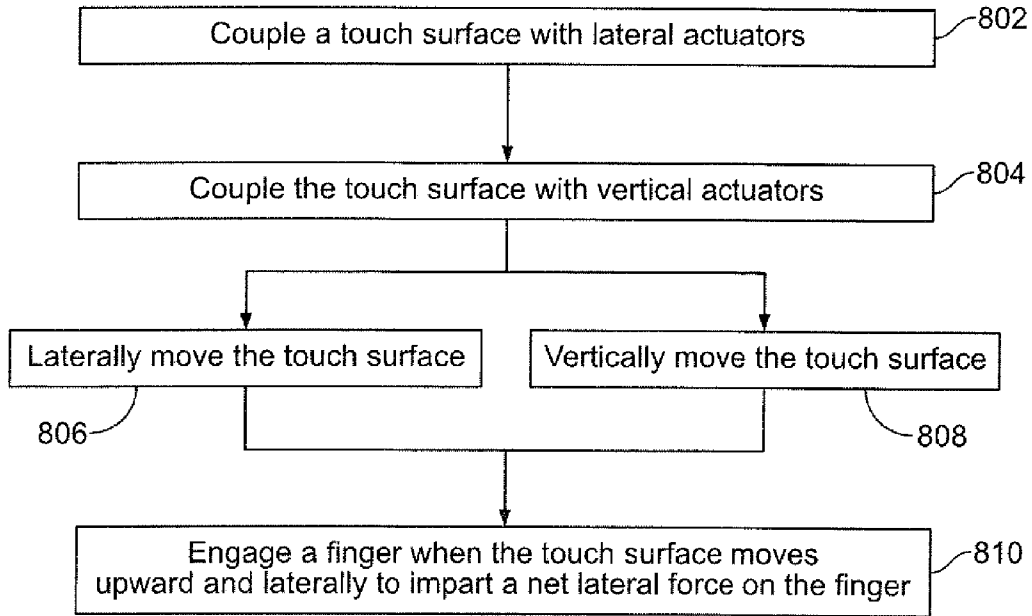 Couple a touch surface with lateral actuators
802
Couple the touch surface with vertical actuators
804
Laterally move the touch surface
806
Vertically move the touch surface
808
Engage a finger when the touch surface moves
upward and laterally to impart a net lateral force on the finger
810